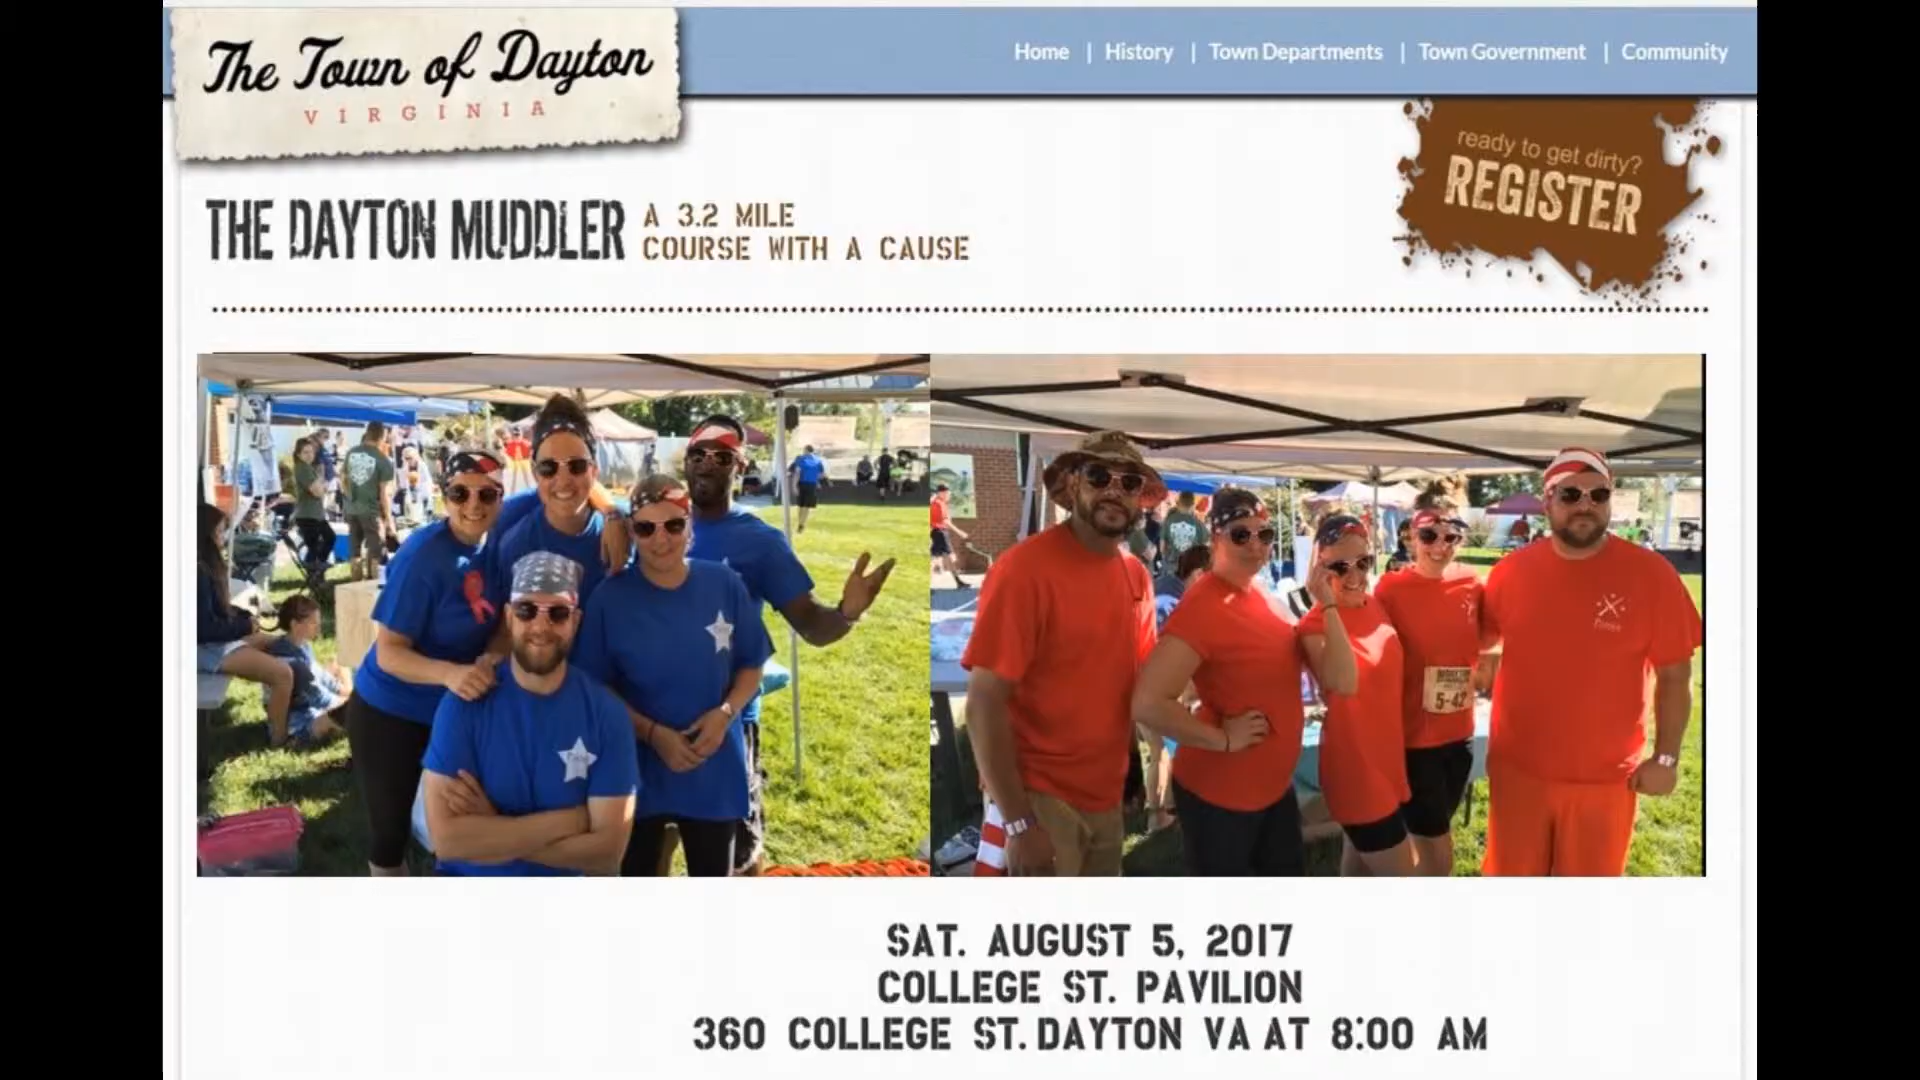 The Town of Dayton
VIRGINIA
Home | History | Town Departments | Town Government | Community
ready to get dirty?
REGISTER
THE DAYTON MUDDLER
A 3.2 MILE
COURSE WITH A CAUSE
5-42
SAT. AUGUST 5, 2017
COLLEGE ST. PAVILION
360 COLLEGE ST. DAYTON VA AT 8:00 AM